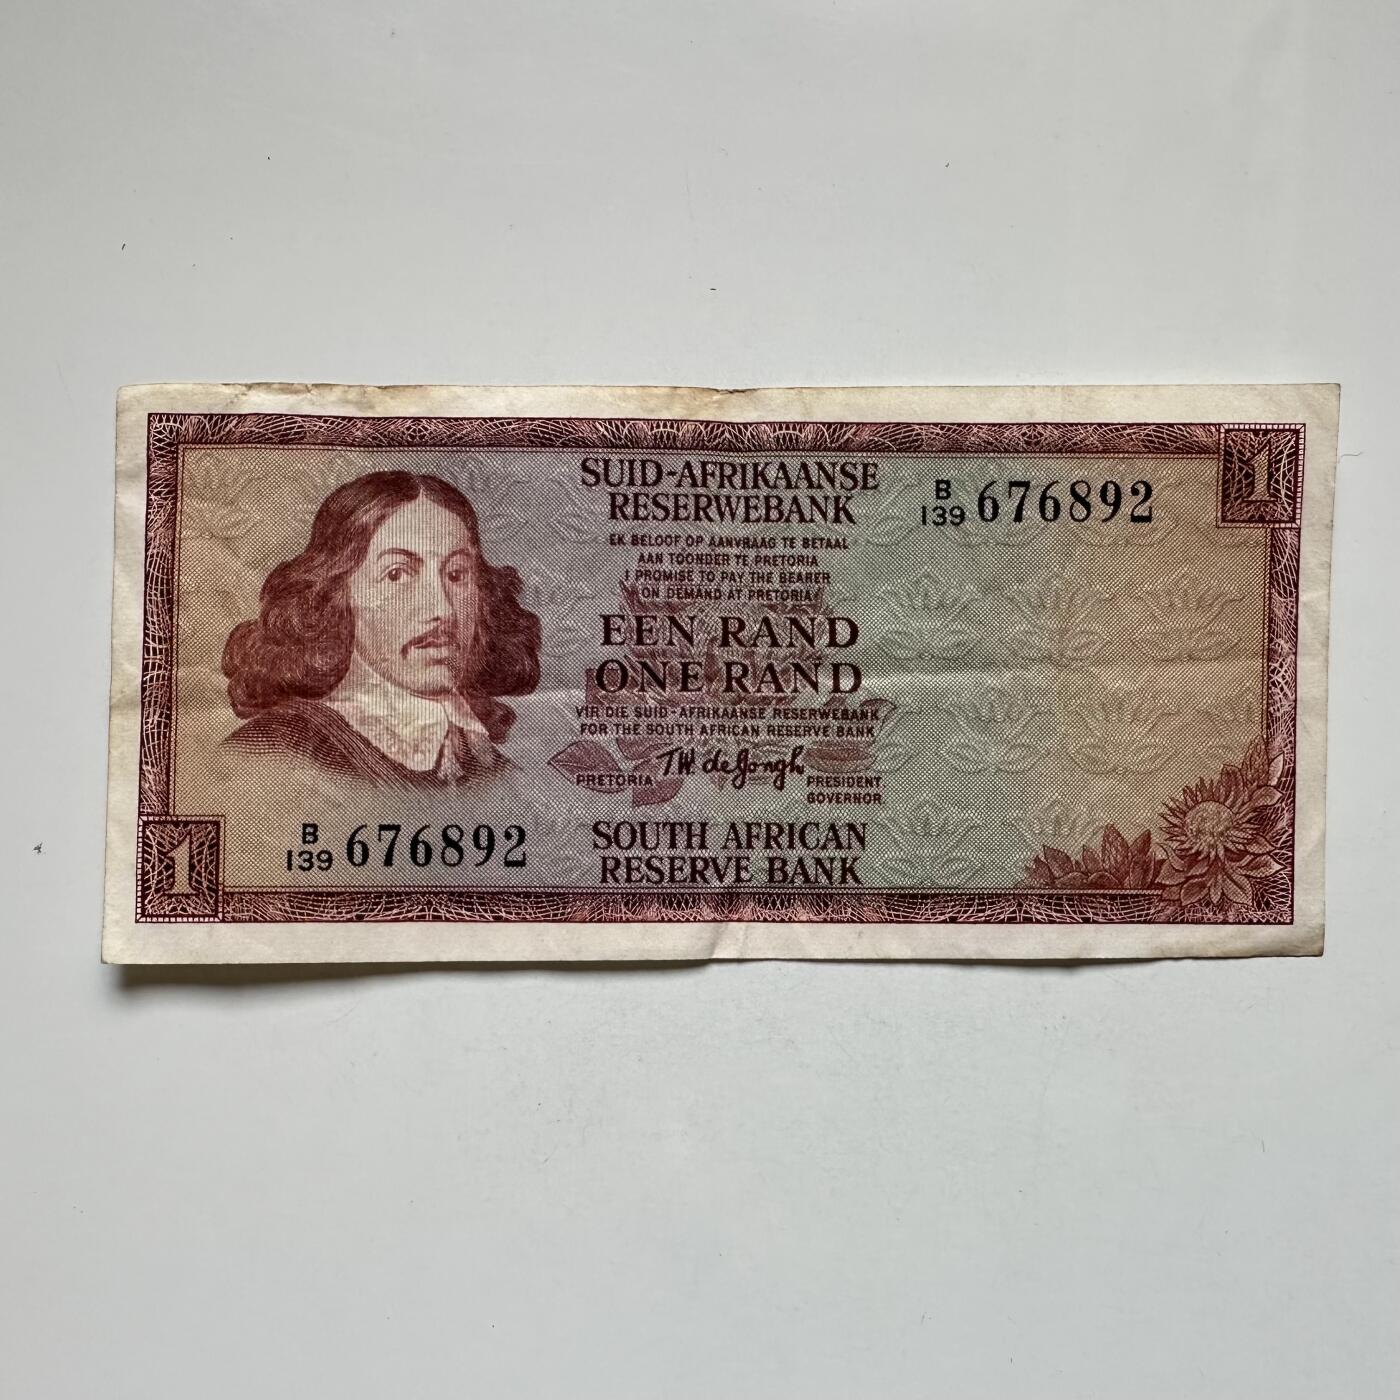 1
SUID-AFRIKAANSE
RESERWEBANK
B
139 676892
EK BELOOF OP AANVRAAG TE BETAAL
AAN TOONDER TE PRETORIA
I PROMISE TO PAY THE BEARER
ON DEMAND AT PRETORIA
EEN RAND
ONE RAND
VIR DIE SUID-AFRIKAANSE RESERWEBANK
FOR THE SOUTH AFRICAN RESERVE BANK
T.W. de Jongh
PRETORIA PRESIDENT
GOVERNOR
B
139 676892
SOUTH AFRICAN
RESERVE BANK
1